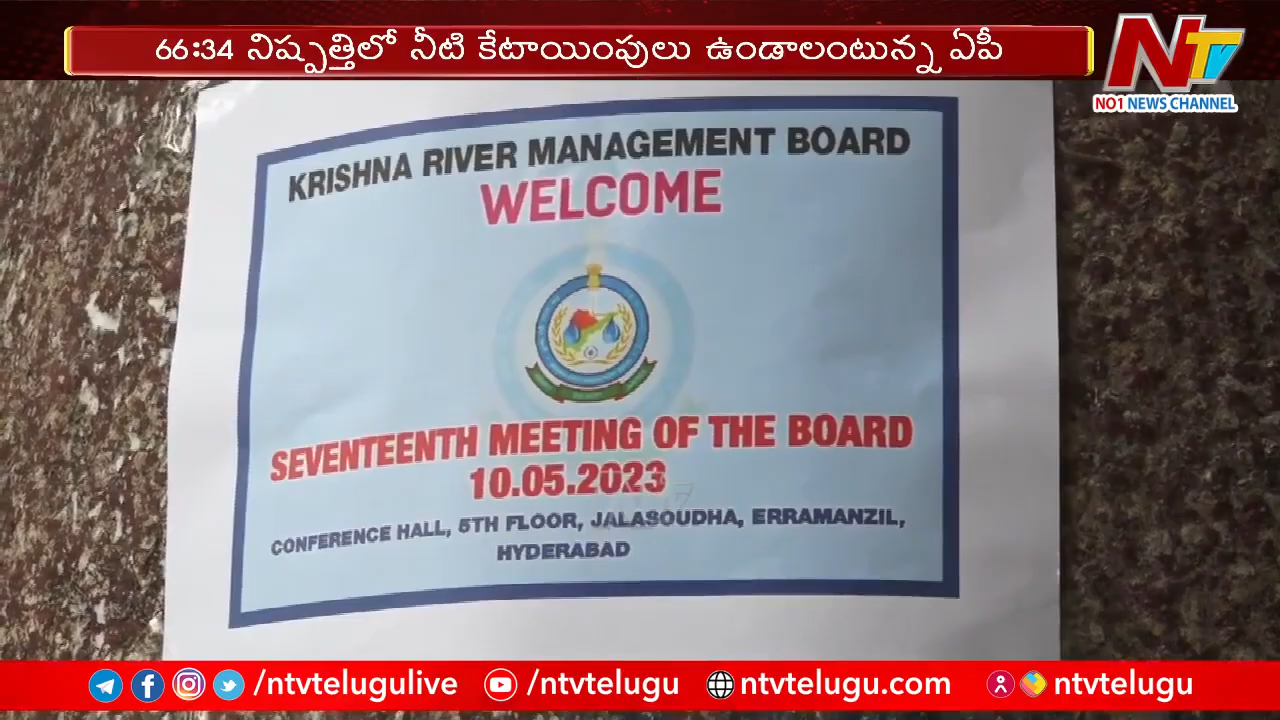 66:34 నిష్పత్తిలో నీటి కేటాయింపులు ఉండాలంటున్న ఏపీ
NTV
NO1 NEWS CHANNEL
KRISHNA RIVER MANAGEMENT BOARD
WELCOME
SEVENTEENTH MEETING OF THE BOARD
10.05.2023
CONFERENCE HALL, 5TH FLOOR, JALASOUDHA, ERRAMANZIL,
HYDERABAD
/ntvtelugulive /ntvtelugu ntvtelugu.com ntvtelugu